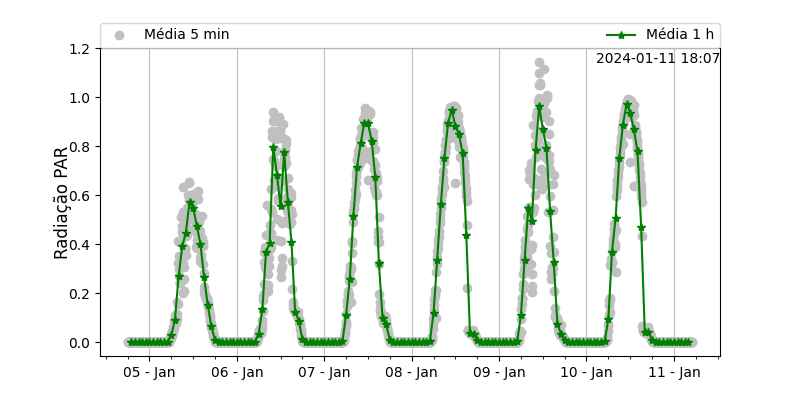 Média 5 min
Média 1 h
2024-01-11 18:07
Radiação PAR
1.2
1.0
0.8
0.6
0.4
0.2
0.0
05 - Jan
06 - Jan
07 - Jan
08 - Jan
09 - Jan
10 - Jan
11 - Jan